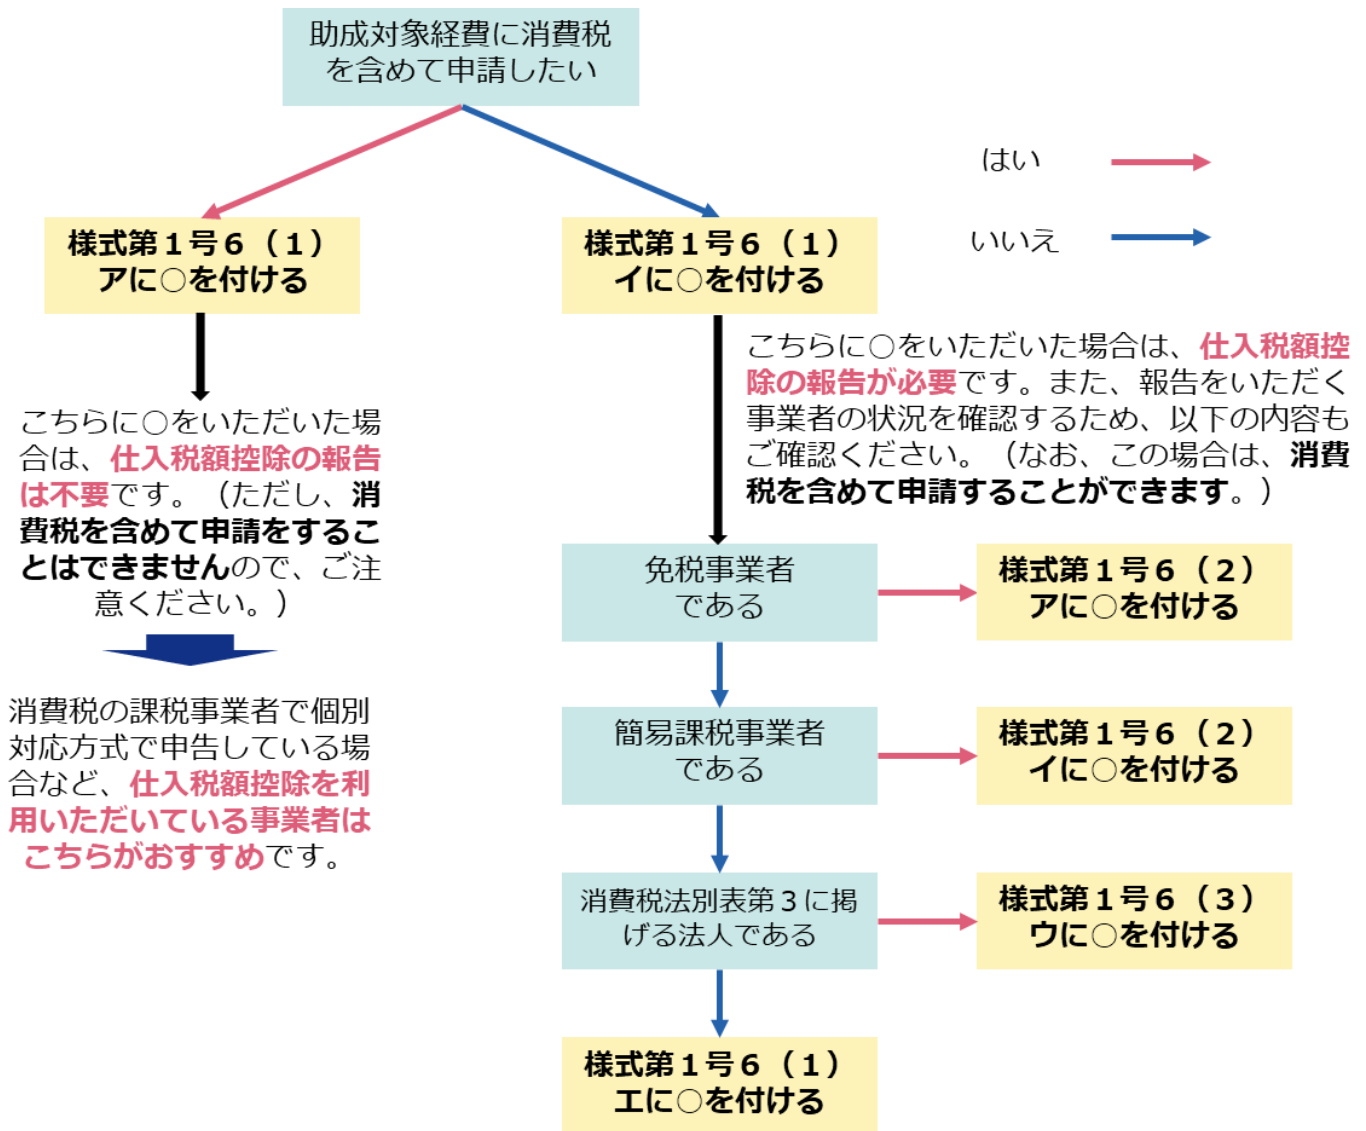 助成対象経費に消費税
を含めて申請したい
はい
いいえ
様式第１号６（１）
アに○を付ける
様式第１号６（１）
イに○を付ける
こちらに○をいただいた場
合は、仕入税額控除の報告
は不要です。（ただし、消
費税を含めて申請をするこ
とはできませんので、ご注
意ください。）
消費税の課税事業者で個別
対応方式で申告している場
合など、仕入税額控除を利
用いただいている事業者は
こちらがおすすめです。
こちらに○をいただいた場合は、仕入税額控
除の報告が必要です。また、報告をいただく
事業者の状況を確認するため、以下の内容も
ご確認ください。（なお、この場合は、消費
税を含めて申請することができます。）
免税事業者
である
様式第１号６（２）
アに○を付ける
簡易課税事業者
である
様式第１号６（２）
イに○を付ける
消費税法別表第３に掲
げる法人である
様式第１号６（３）
ウに○を付ける
様式第１号６（１）
エに○を付ける